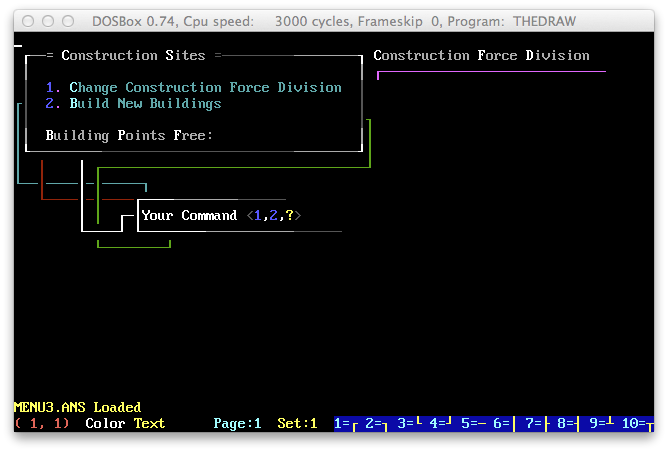 DOSBox 0.74, Cpu speed: 3000 cycles, Frameskip 0, Program: THEDRAW
= Construction Sites =
Construction Force Division
1. Change Construction Force Division
2. Build New Buildings
Building Points Free:
Your Command <1,2,?>
MENU3.ANS Loaded
( 1, 1) Color Text Page:1 Set:1 1=┌ 2=┐ 3=└ 4=┘ 5=─ 6=│ 7=├ 8=┤ 9=┴ 10=┬